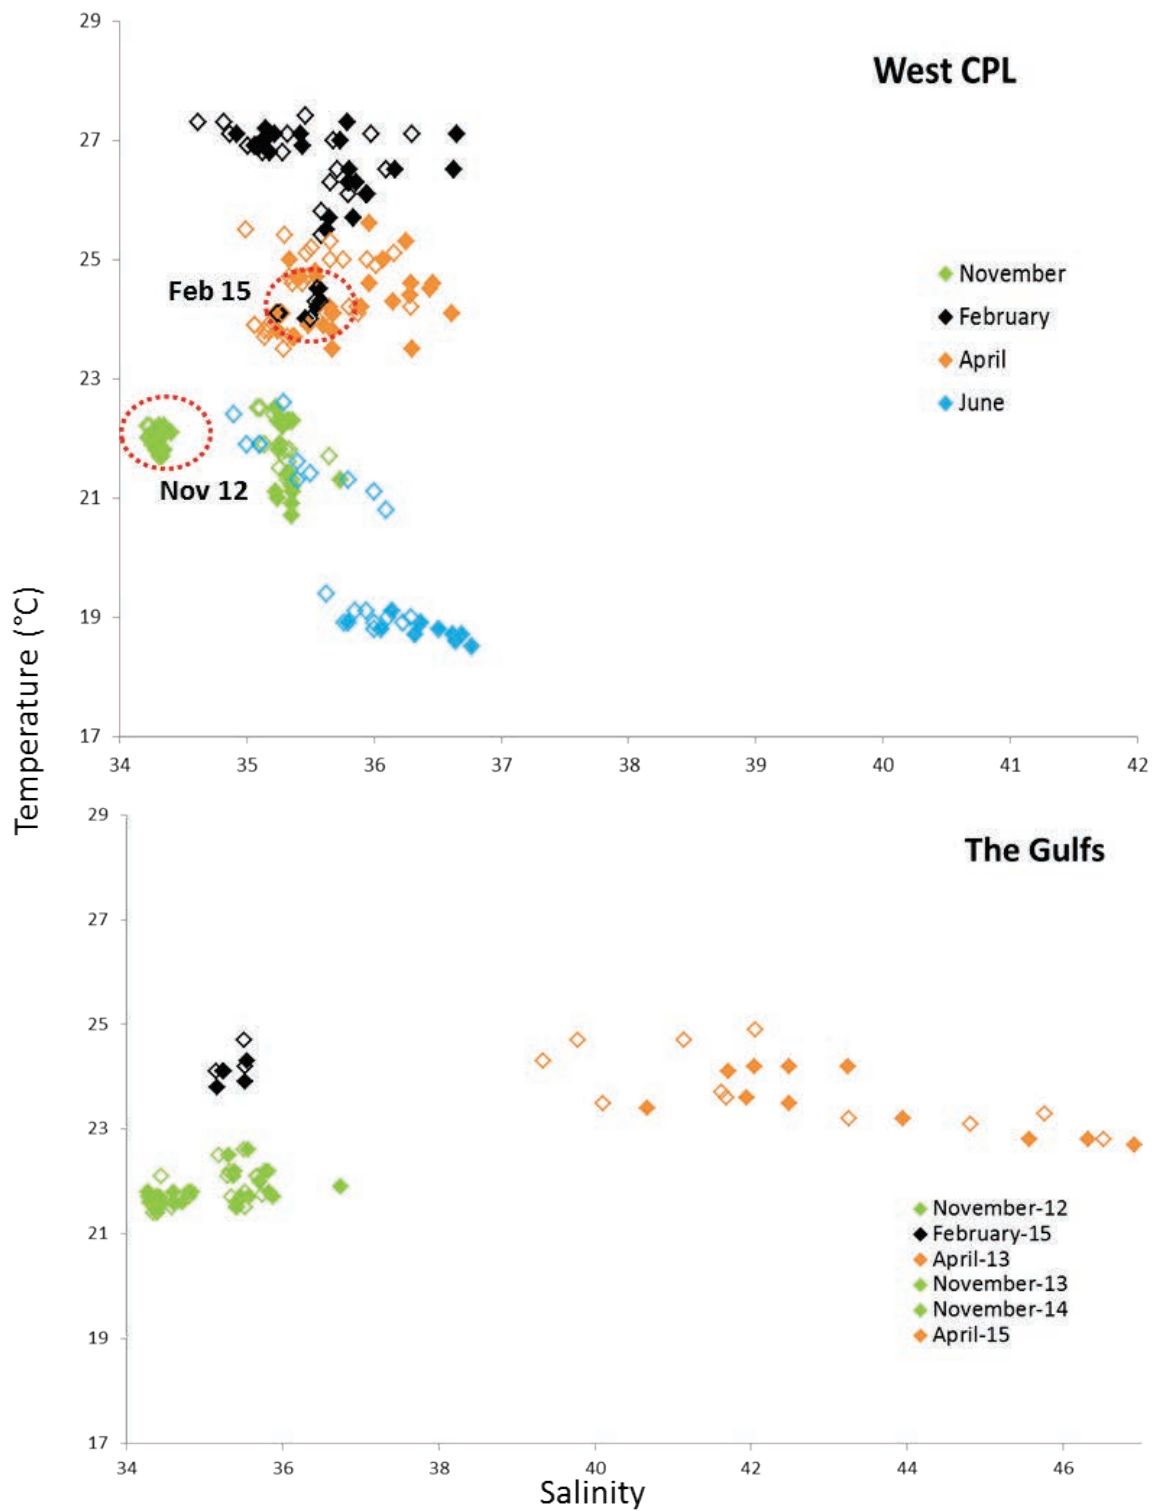 29
West CPL
27
25
Feb 15
November
February
April
June
23
Nov 12
21
19
17
34 35 36 37 38 39 40 41 42
Temperature (°C)
29
The Gulfs
27
25
23
November-12
February-15
April-13
November-13
November-14
April-15
21
19
17
34 36 38 40 42 44 46
Salinity